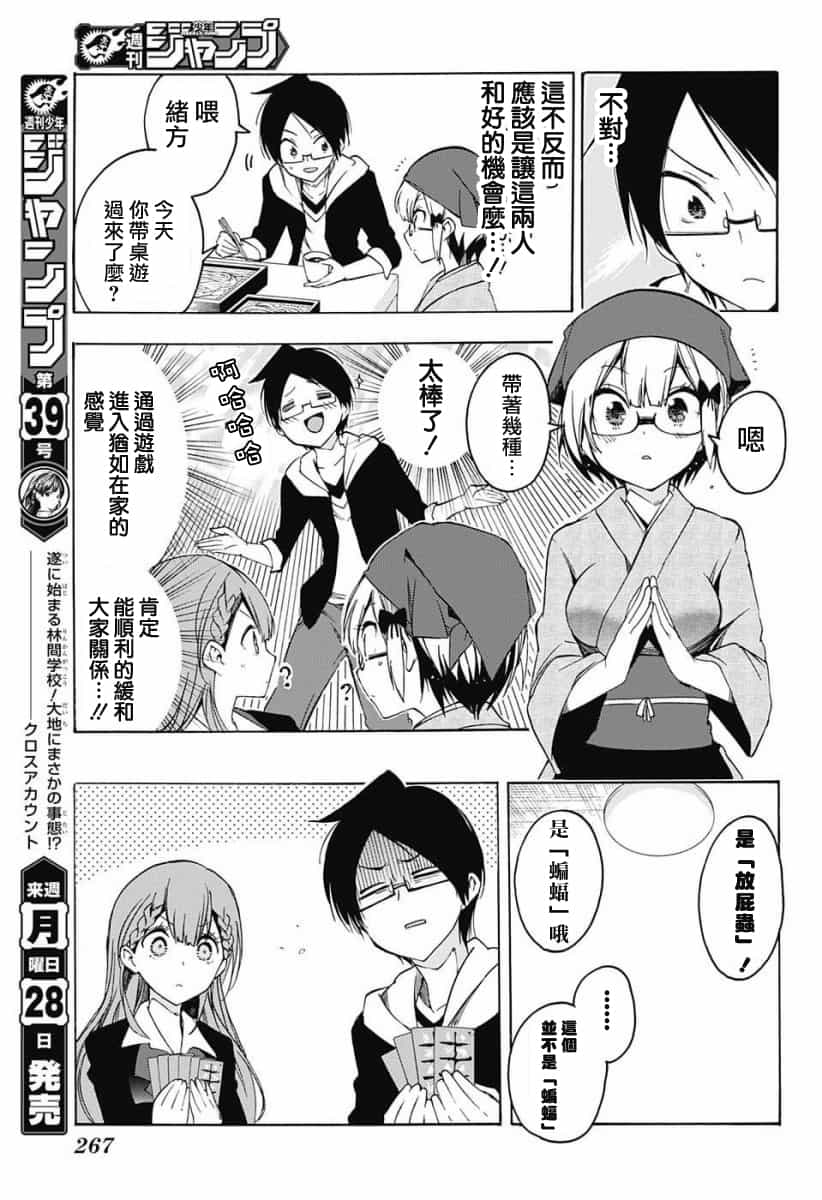 週刊
少年
ジャンプ
不對…
這不反而
應該是讓這兩人
和好的機會麼…!!
喂
緒方
今天
你帶桌遊
過來了麼?
嗯
帶著幾種…
太棒了!
啊哈哈哈
通過遊戲
進入猶如在家的
感覺
肯定
能順利的緩和
大家關係…!!
?
?
是「放屁蟲」!
是「蝙蝠」哦
……
這個
並不是「蝙蝠」
週刊少年
ジャンプ
第
39
号
遂に始まる林間学校!大地にまさかの事態!?
クロスアカウント
来週
月
曜日
28
日
発売
267